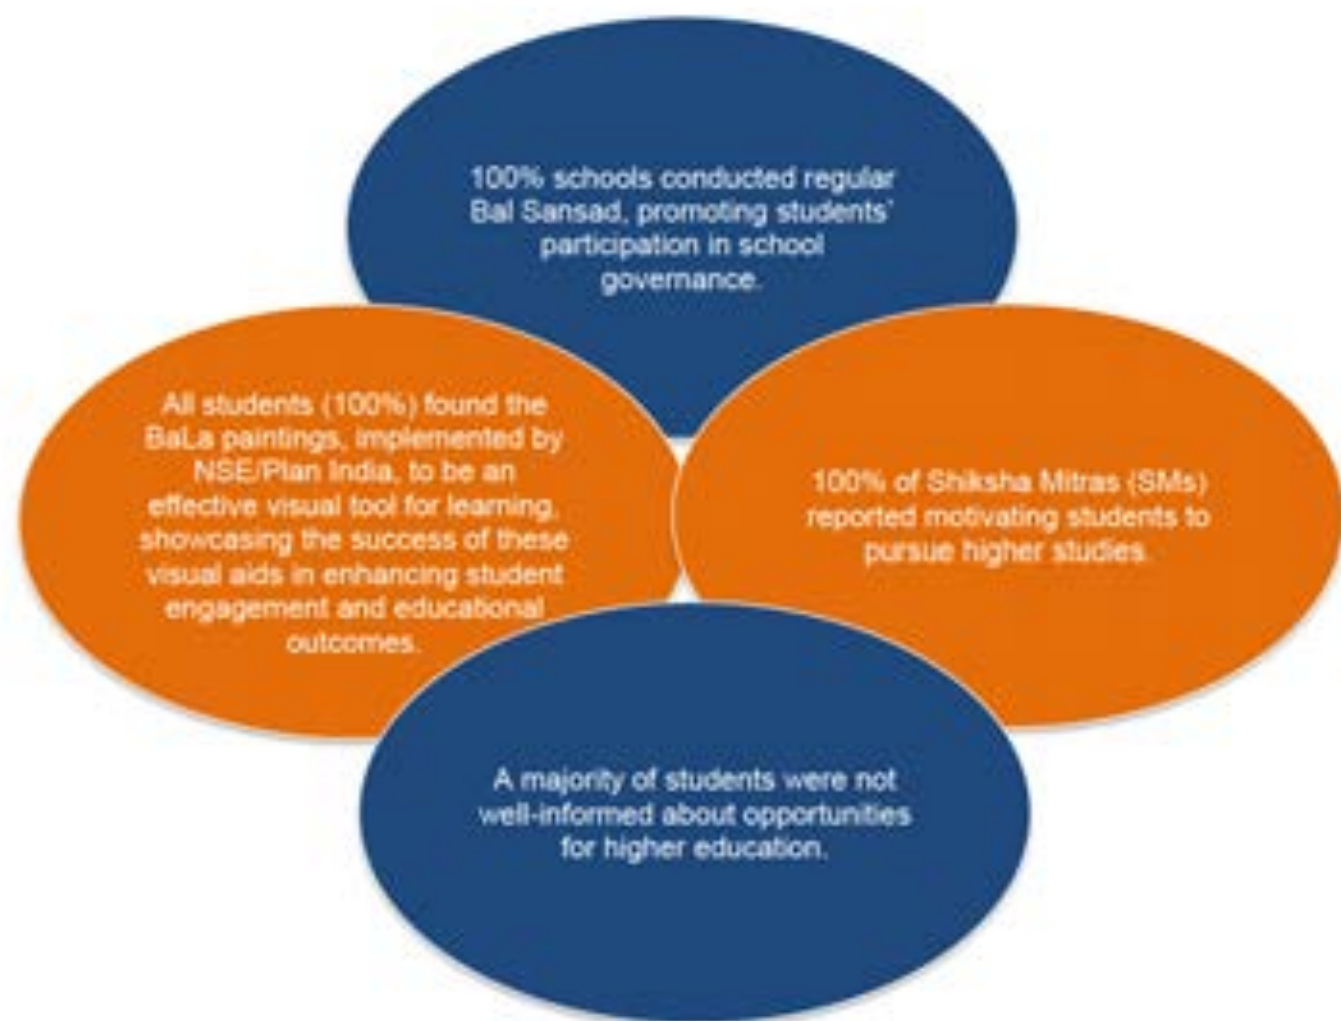 100% schools conducted regular
Bal Sansad, promoting students'
participation in school
governance.
All students (100%) found the
BaLa paintings, implemented by
NSE/Plan India, to be an
effective visual tool for learning,
showcasing the success of these
visual aids in enhancing student
engagement and educational
outcomes.
100% of Shiksha Mitras (SMs)
reported motivating students to
pursue higher studies.
A majority of students were not
well-informed about opportunities
for higher education.